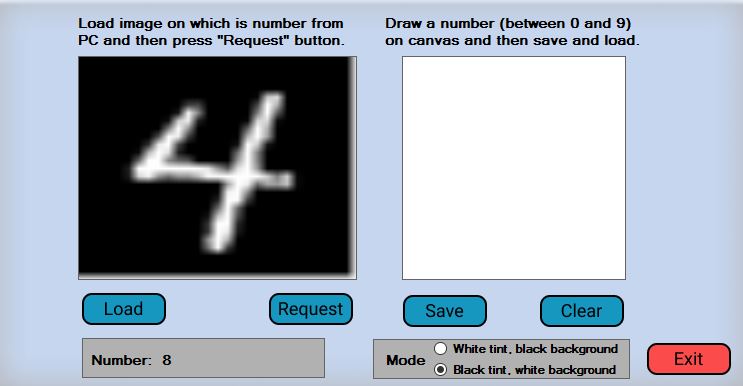 Load image on which is number from
PC and then press "Request" button.
Draw a number (between 0 and 9)
on canvas and then save and load.
4
Load
Request
Save
Clear
Number: 8
Mode
White tint, black background
Black tint, white background
Exit